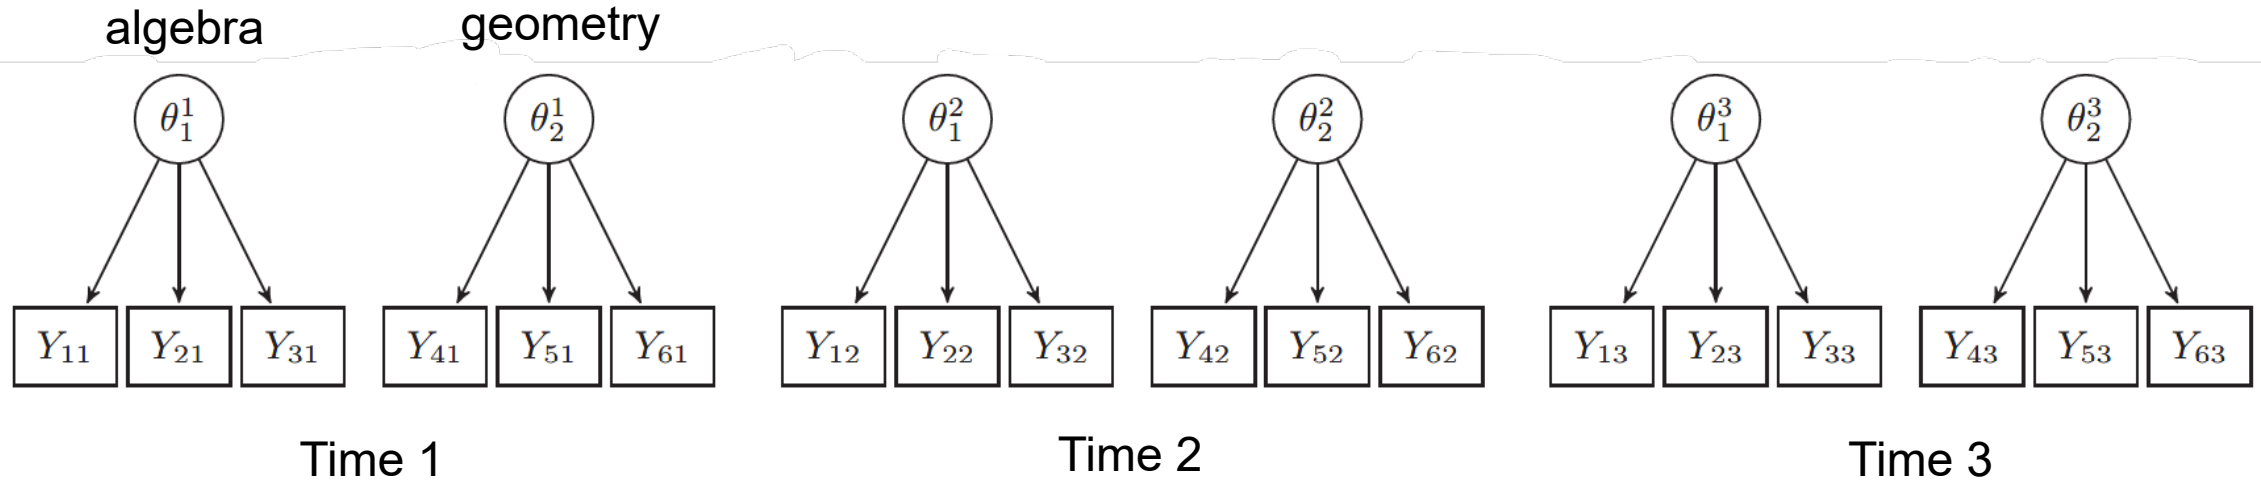 algebra geometry
θ₁¹ θ₂¹ θ₁² θ₂² θ₁³ θ₂³
Y₁₁ Y₂₁ Y₃₁ Y₄₁ Y₅₁ Y₆₁ Y₁₂ Y₂₂ Y₃₂ Y₄₂ Y₅₂ Y₆₂ Y₁₃ Y₂₃ Y₃₃ Y₄₃ Y₅₃ Y₆₃
Time 1 Time 2 Time 3